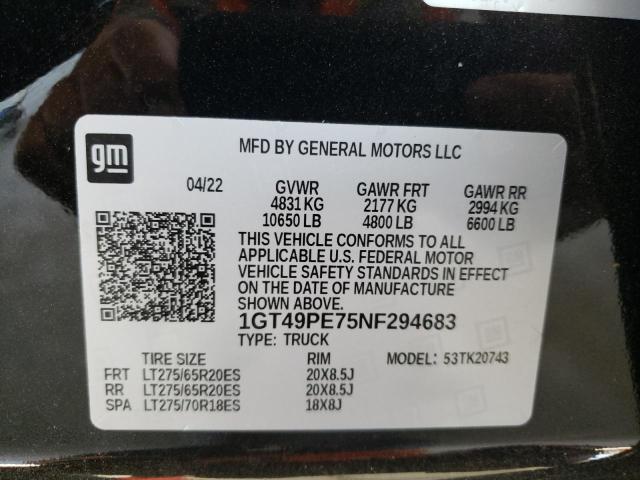 gm
MFD BY GENERAL MOTORS LLC
04/22 GVWR GAWR FRT GAWR RR
4831 KG 2177 KG 2994 KG
10650 LB 4800 LB 6600 LB
THIS VEHICLE CONFORMS TO ALL
APPLICABLE U.S. FEDERAL MOTOR
VEHICLE SAFETY STANDARDS IN EFFECT
ON THE DATE OF MANUFACTURE
SHOWN ABOVE.
1GT49PE75NF294683
TYPE: TRUCK
TIRE SIZE RIM MODEL: 53TK20743
FRT LT275/65R20ES 20X8.5J
RR LT275/65R20ES 20X8.5J
SPA LT275/70R18ES 18X8J